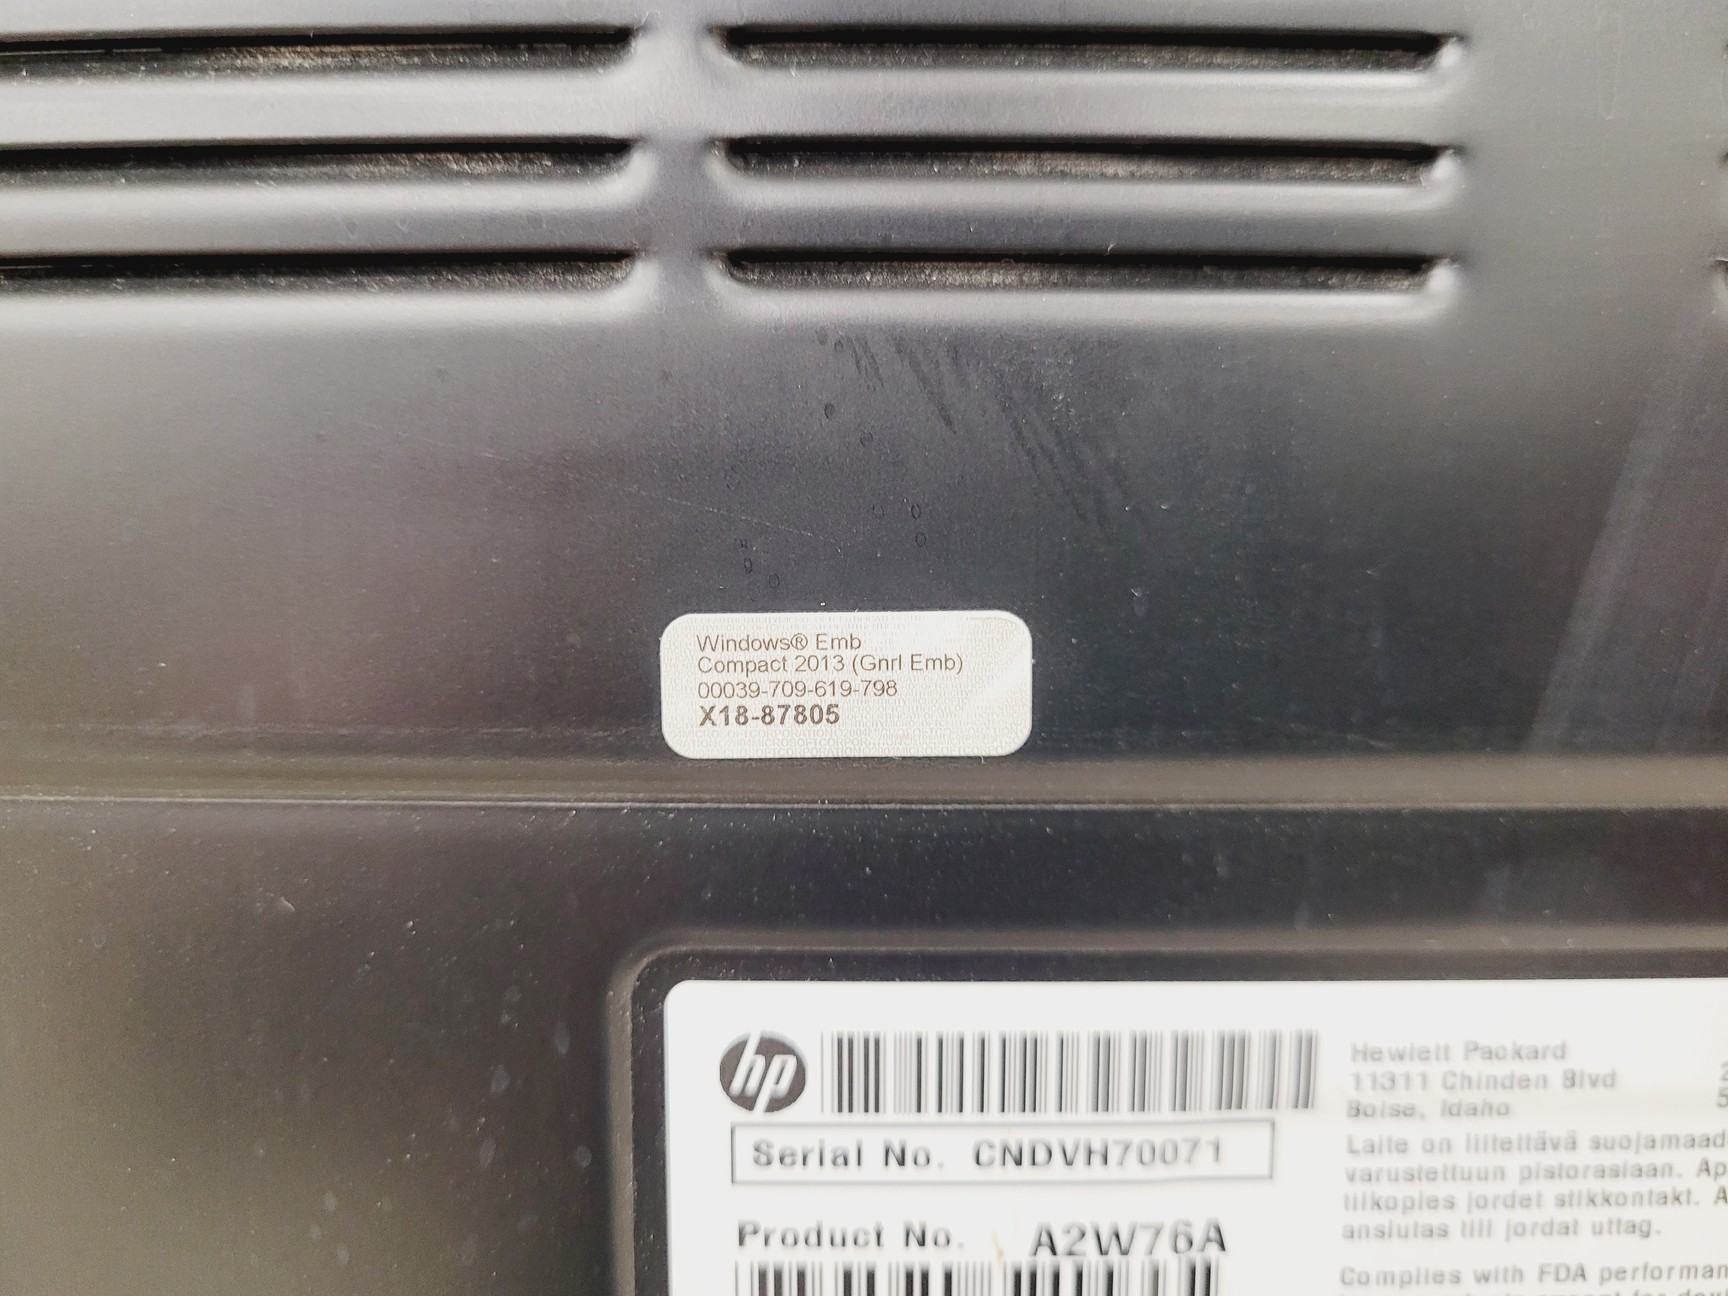 Windows® Emb
Compact 2013 (Gnrl Emb)
00039-709-619-798
X18-87805
hp
Hewlett Packard
11311 Chinden Blvd
Boise, Idaho
Serial No. CNDVH70071
Laite on liitettävä suojamaad
varustettuun pistorasiaan. Ap
tilkoples jordet stikkontakt. A
anslutas till jordat uttag.
Product No. A2W76A
Complies with FDA performan